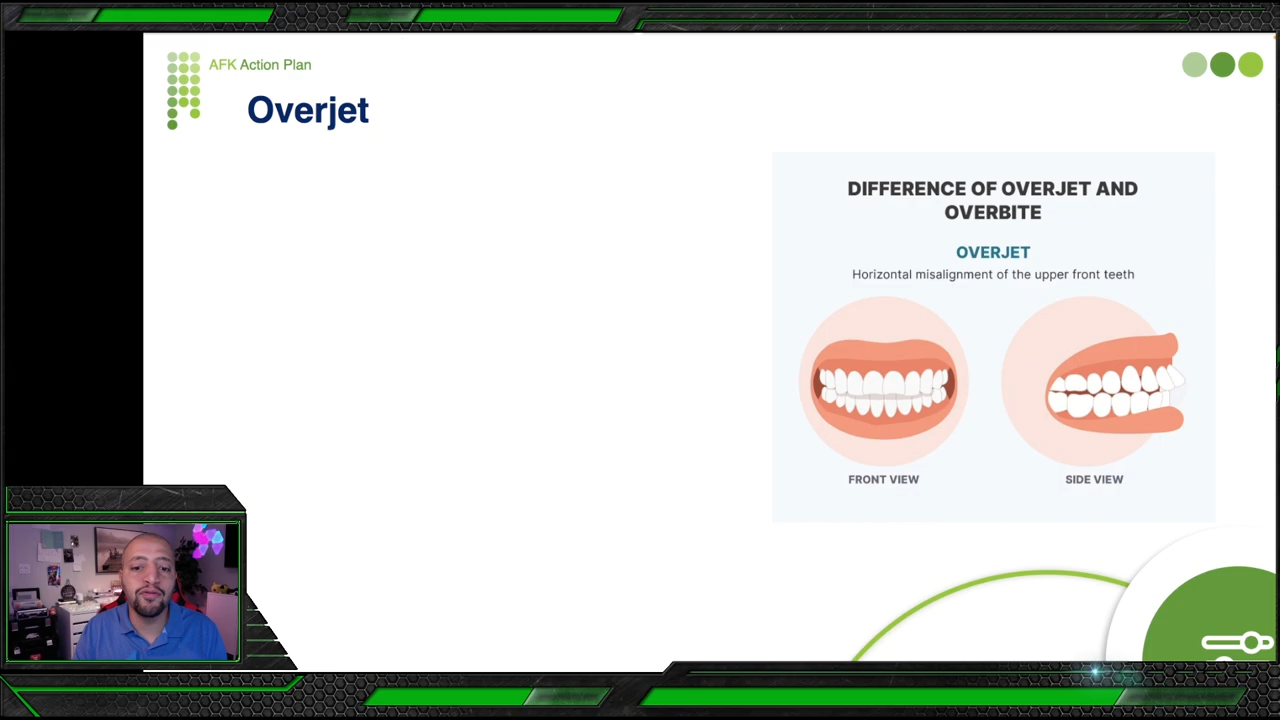 AFK Action Plan
Overjet
DIFFERENCE OF OVERJET AND
OVERBITE
OVERJET
Horizontal misalignment of the upper front teeth
FRONT VIEW
SIDE VIEW